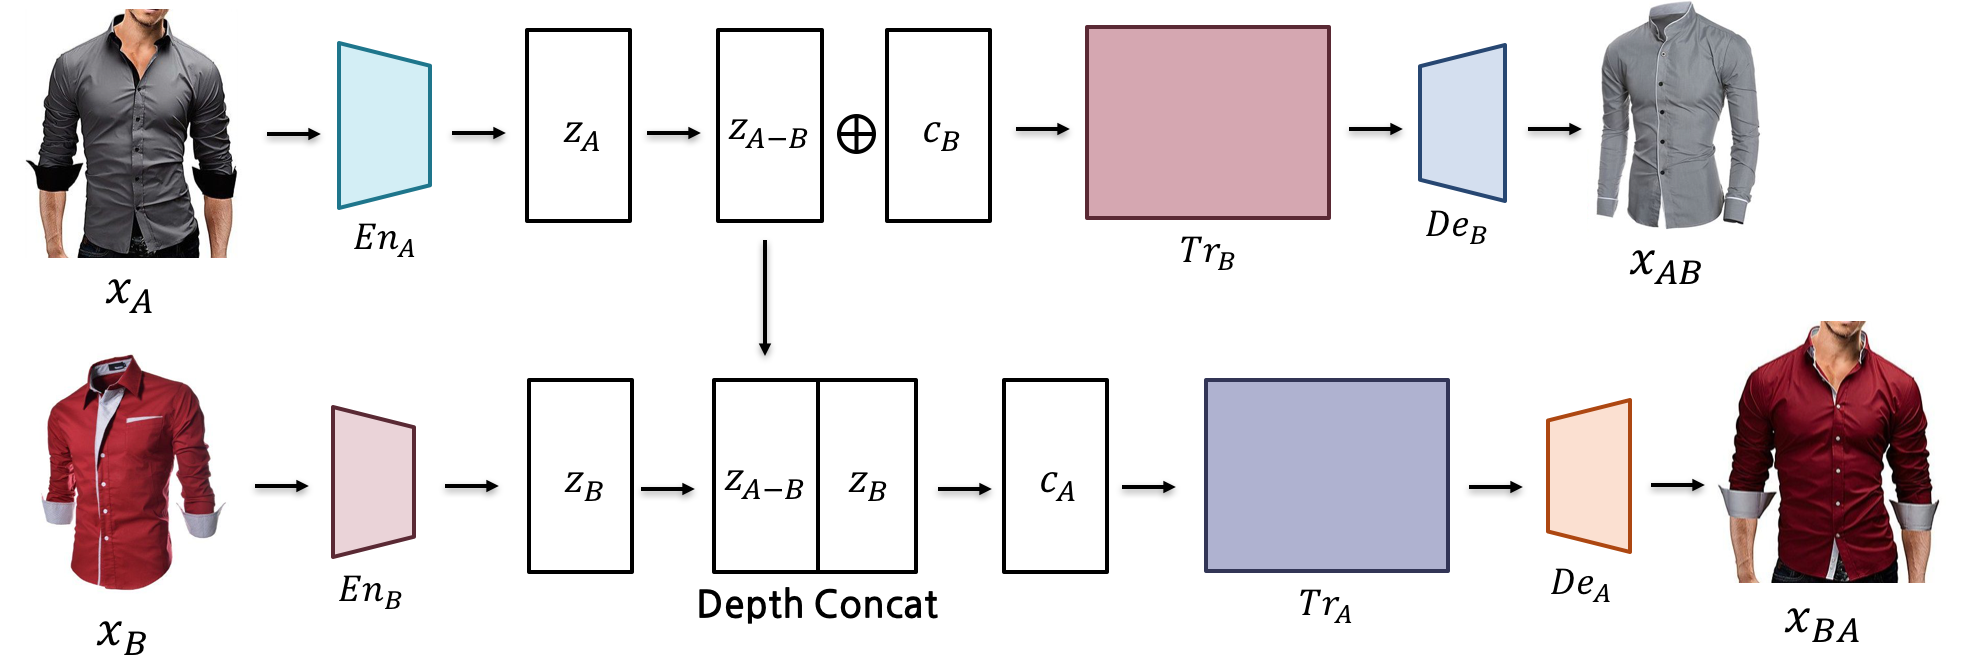 z_A
z_{A-B}
⊕
c_B
En_A
Tr_B
De_B
x_A
x_{AB}
z_B
z_{A-B}
z_B
c_A
En_B
Depth Concat
Tr_A
De_A
x_B
x_{BA}